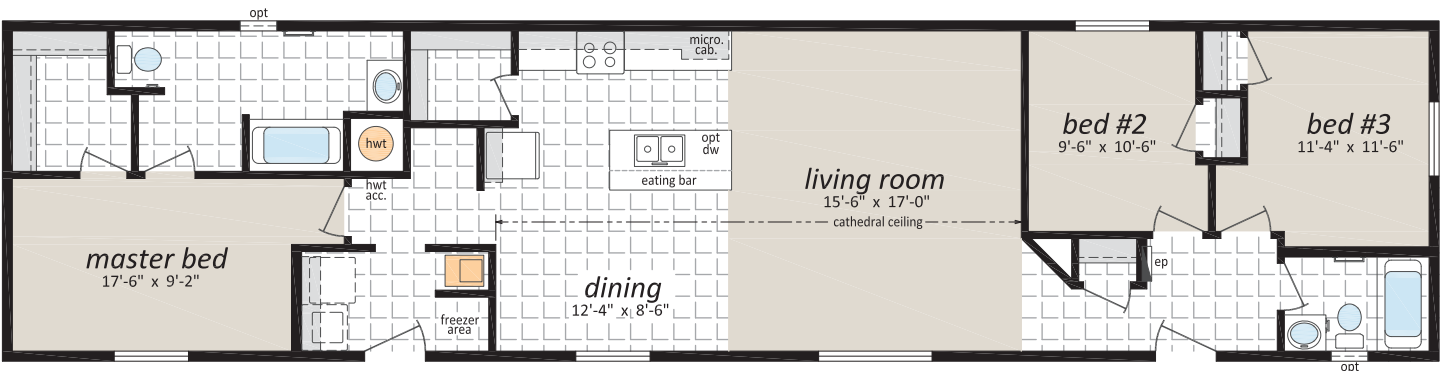 opt
micro.
cab.
hwt
hwt
acc.
opt
dw
eating bar
living room
15'-6" x 17'-0"
cathedral ceiling
bed #2
9'-6" x 10'-6"
bed #3
11'-4" x 11'-6"
master bed
17'-6" x 9'-2"
dining
12'-4" x 8'-6"
freezer
area
ep
opt